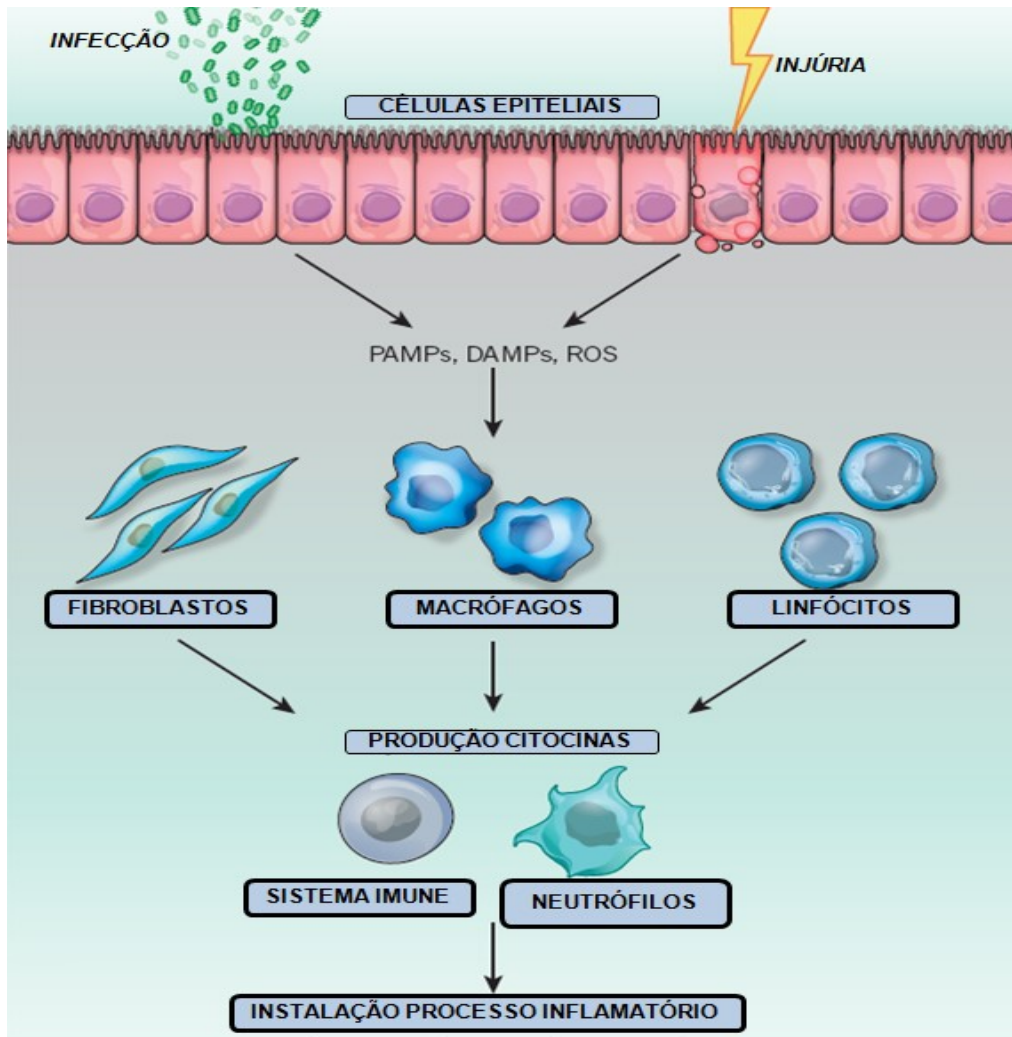 INFECÇÃO
INJÚRIA
CÉLULAS EPITELIAIS
PAMPs, DAMPs, ROS
FIBROBLASTOS
MACRÓFAGOS
LINFÓCITOS
PRODUÇÃO CITOCINAS
SISTEMA IMUNE
NEUTRÓFILOS
INSTALAÇÃO PROCESSO INFLAMATÓRIO